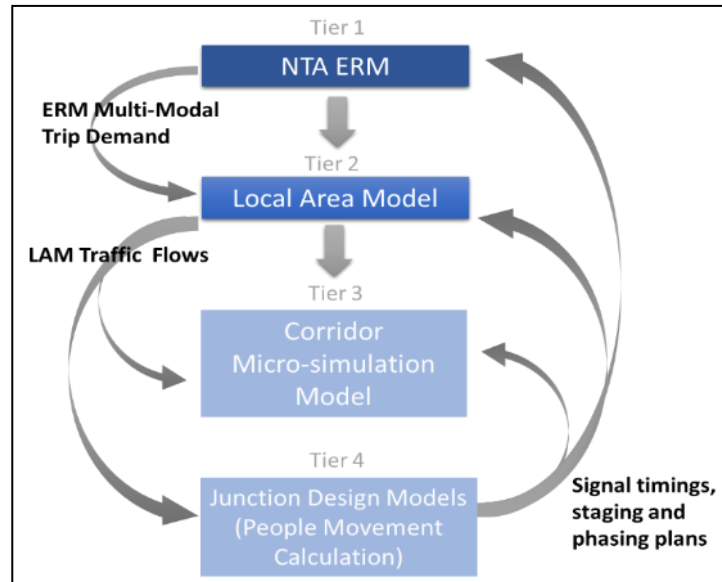 Tier 1
NTA ERM
ERM Multi-Modal
Trip Demand
Tier 2
Local Area Model
LAM Traffic Flows
Tier 3
Corridor
Micro-simulation
Model
Tier 4
Junction Design Models
(People Movement
Calculation)
Signal timings,
staging and
phasing plans